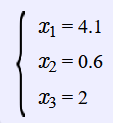 x₁ = 4.1
x₂ = 0.6
x₃ = 2